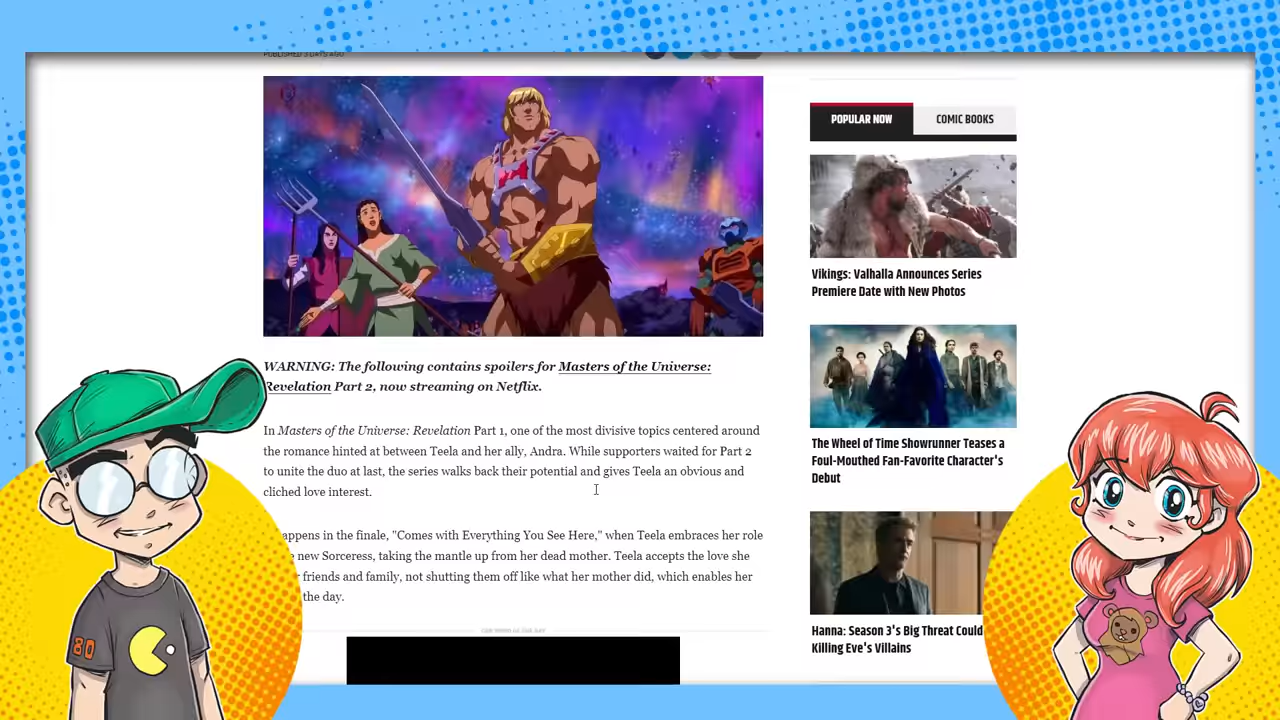 PUBLISHED 3 DAYS AGO
POPULAR NOW
COMIC BOOKS
WARNING: The following contains spoilers for Masters of the Universe:
Revelation Part 2, now streaming on Netflix.
In Masters of the Universe: Revelation Part 1, one of the most divisive topics centered around
the romance hinted at between Teela and her ally, Andra. While supporters waited for Part 2
to unite the duo at last, the series walks back their potential and gives Teela an obvious and
cliched love interest.
appens in the finale, "Comes with Everything You See Here," when Teela embraces her role
new Sorceress, taking the mantle up from her dead mother. Teela accepts the love she
friends and family, not shutting them off like what her mother did, which enables her
the day.
Vikings: Valhalla Announces Series
Premiere Date with New Photos
The Wheel of Time Showrunner Teases a
Foul-Mouthed Fan-Favorite Character's
Debut
Hanna: Season 3's Big Threat Could
Killing Eve's Villains
80